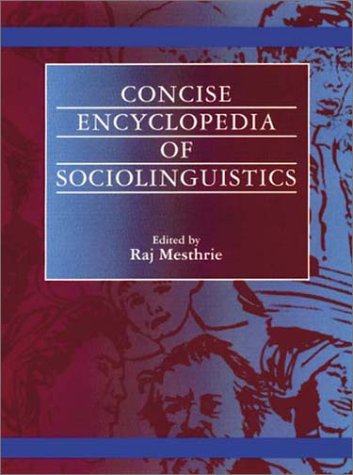 CONCISE
ENCYCLOPEDIA
OF
SOCIOLINGUISTICS
Edited by
Raj Mesthrie